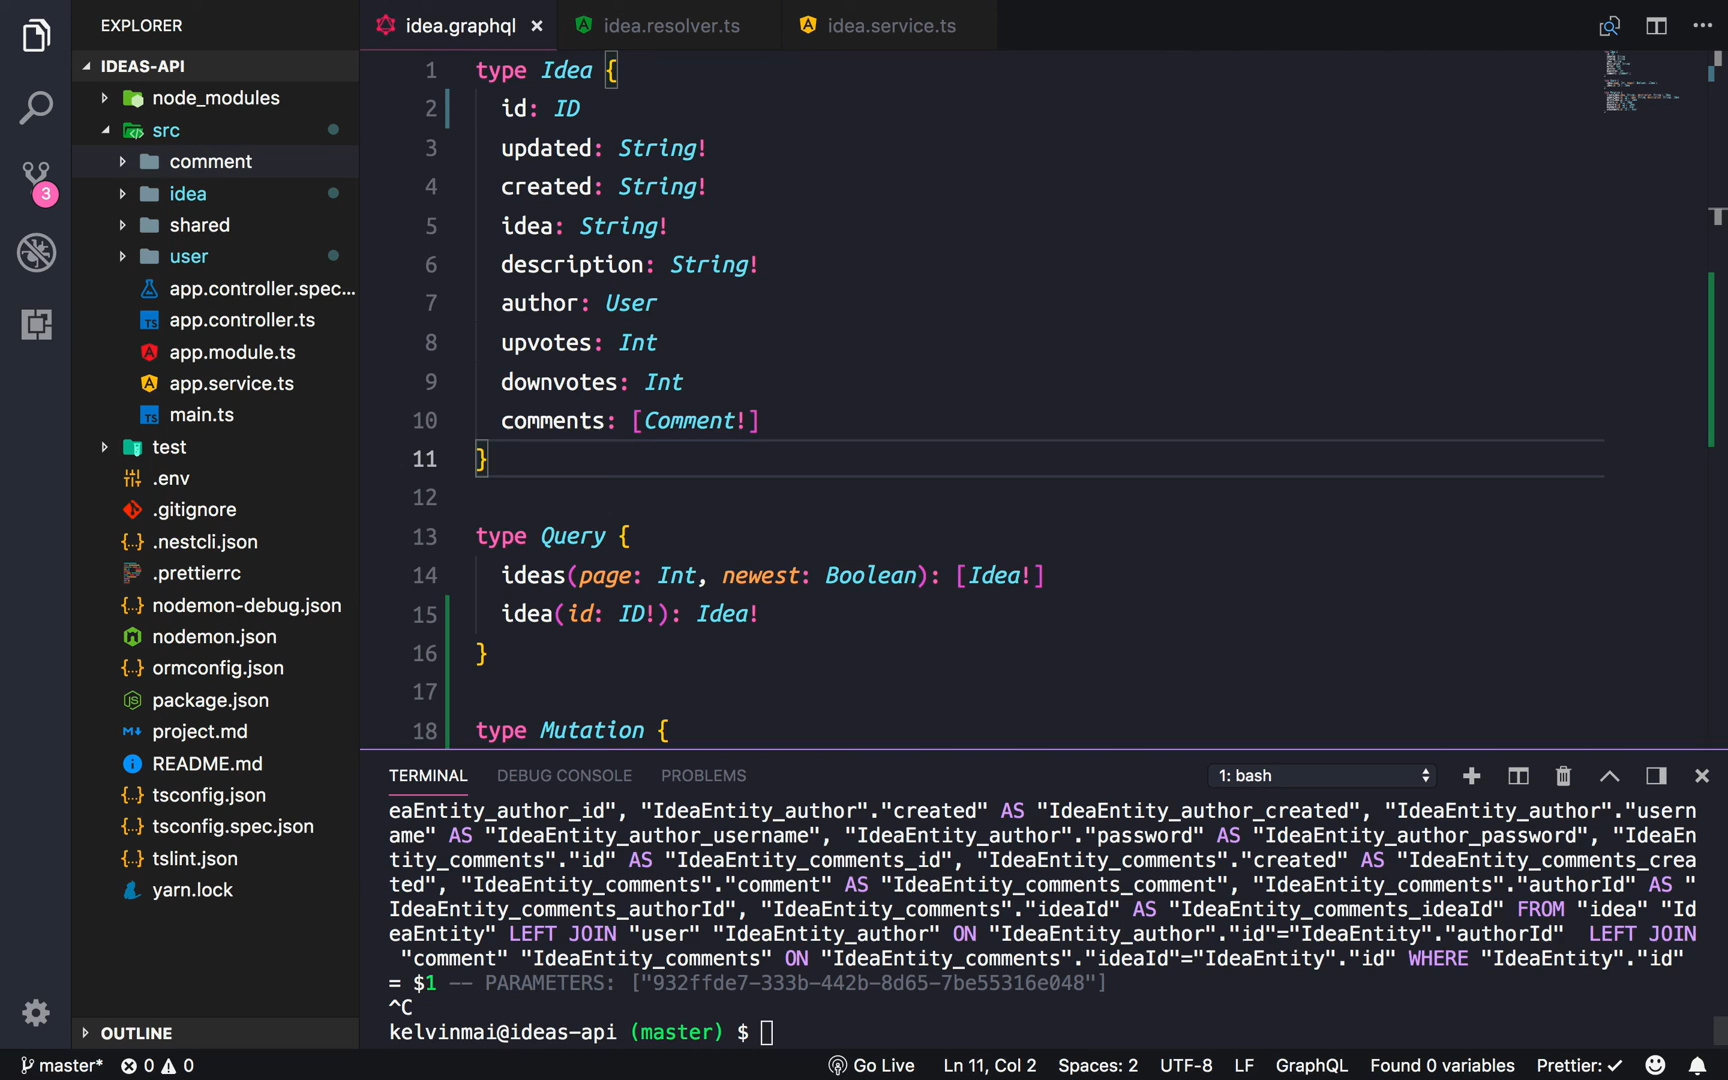 EXPLORER
idea.graphql
idea.resolver.ts
idea.service.ts
IDEAS-API
node_modules
src
comment
idea
shared
user
app.controller.spec...
app.controller.ts
app.module.ts
app.service.ts
main.ts
test
.env
.gitignore
.nestcli.json
.prettierrc
nodemon-debug.json
nodemon.json
ormconfig.json
package.json
project.md
README.md
tsconfig.json
tsconfig.spec.json
tslint.json
yarn.lock
OUTLINE
3
1 type Idea {
2 id: ID
3 updated: String!
4 created: String!
5 idea: String!
6 description: String!
7 author: User
8 upvotes: Int
9 downvotes: Int
10 comments: [Comment!]
11 }
12
13 type Query {
14 ideas(page: Int, newest: Boolean): [Idea!]
15 idea(id: ID!): Idea!
16 }
17
18 type Mutation {
TERMINAL DEBUG CONSOLE PROBLEMS 1: bash
eaEntity_author_id", "IdeaEntity_author"."created" AS "IdeaEntity_author_created", "IdeaEntity_author"."usern
ame" AS "IdeaEntity_author_username", "IdeaEntity_author"."password" AS "IdeaEntity_author_password", "IdeaEn
tity_comments"."id" AS "IdeaEntity_comments_id", "IdeaEntity_comments"."created" AS "IdeaEntity_comments_crea
ted", "IdeaEntity_comments"."comment" AS "IdeaEntity_comments_comment", "IdeaEntity_comments"."authorId" AS "
IdeaEntity_comments_authorId", "IdeaEntity_comments"."ideaId" AS "IdeaEntity_comments_ideaId" FROM "idea" "Id
eaEntity" LEFT JOIN "user" "IdeaEntity_author" ON "IdeaEntity_author"."id"="IdeaEntity"."authorId"  LEFT JOIN
"comment" "IdeaEntity_comments" ON "IdeaEntity_comments"."ideaId"="IdeaEntity"."id" WHERE "IdeaEntity"."id"
= $1 -- PARAMETERS: ["932ffde7-333b-442b-8d65-7be55316e048"]
^C
kelvinmai@ideas-api (master) $
master* 0 0 Go Live Ln 11, Col 2 Spaces: 2 UTF-8 LF GraphQL Found 0 variables Prettier: ✓